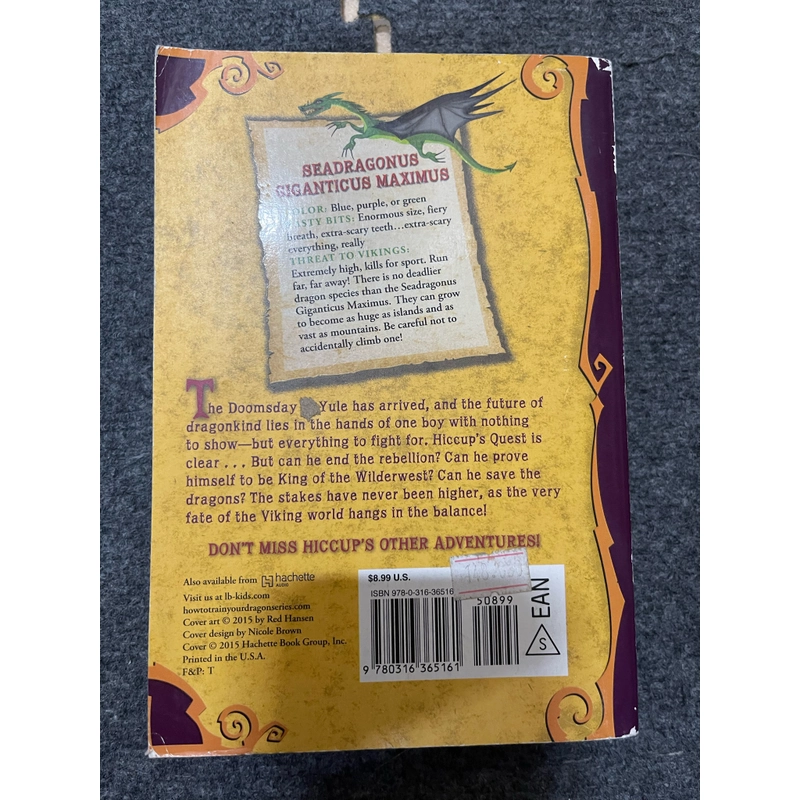 SEADRAGONUS
GIGANTICUS MAXIMUS
COLOR: Blue, purple, or green
NASTY BITS: Enormous size, fiery
breath, extra-scary teeth...extra-scary
everything, really
THREAT TO VIKINGS:
Extremely high, kills for sport. Run
far, far away! There is no deadlier
dragon species than the Seadragonus
Giganticus Maximus. They can grow
to become as huge as islands and as
vast as mountains. Be careful not to
accidentally climb one!
The Doomsday Yule has arrived, and the future of
dragonkind lies in the hands of one boy with nothing
to show—but everything to fight for. Hiccup's Quest is
clear . . . But can he end the rebellion? Can he prove
himself to be King of the Wilderwest? Can he save the
dragons? The stakes have never been higher, as the very
fate of the Viking world hangs in the balance!
DON'T MISS HICCUP'S OTHER ADVENTURES!
Also available from hachette
AUDIO
Visit us at lb-kids.com
howtotrainyourdragonseries.com
Cover art © 2015 by Red Hansen
Cover design by Nicole Brown
Cover © 2015 Hachette Book Group, Inc.
Printed in the U.S.A.
F&P: T
$8.99 U.S.
ISBN 978-0-316-36516
50899
9 780316 365161
S
EAN